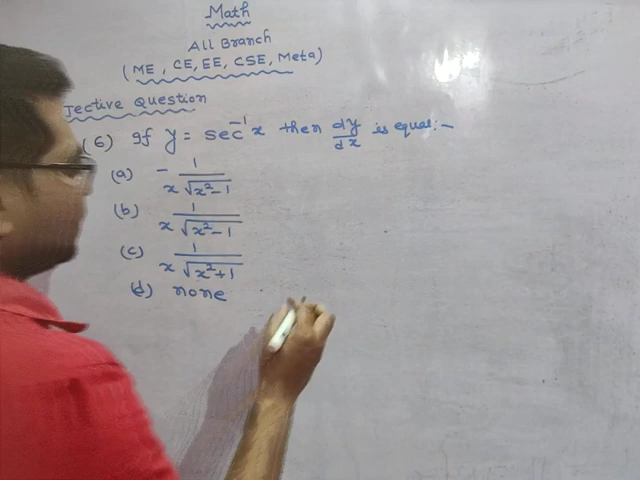 Math
All Branch
(ME, CE, EE, CSE, Meta)
jective Question
(6) If y = sec⁻¹x then dy/dx is equal:-
(a) - 1/(x√(x²-1))
(b) 1/(x√(x²-1))
(c) 1/(x√(x²+1))
(d) none